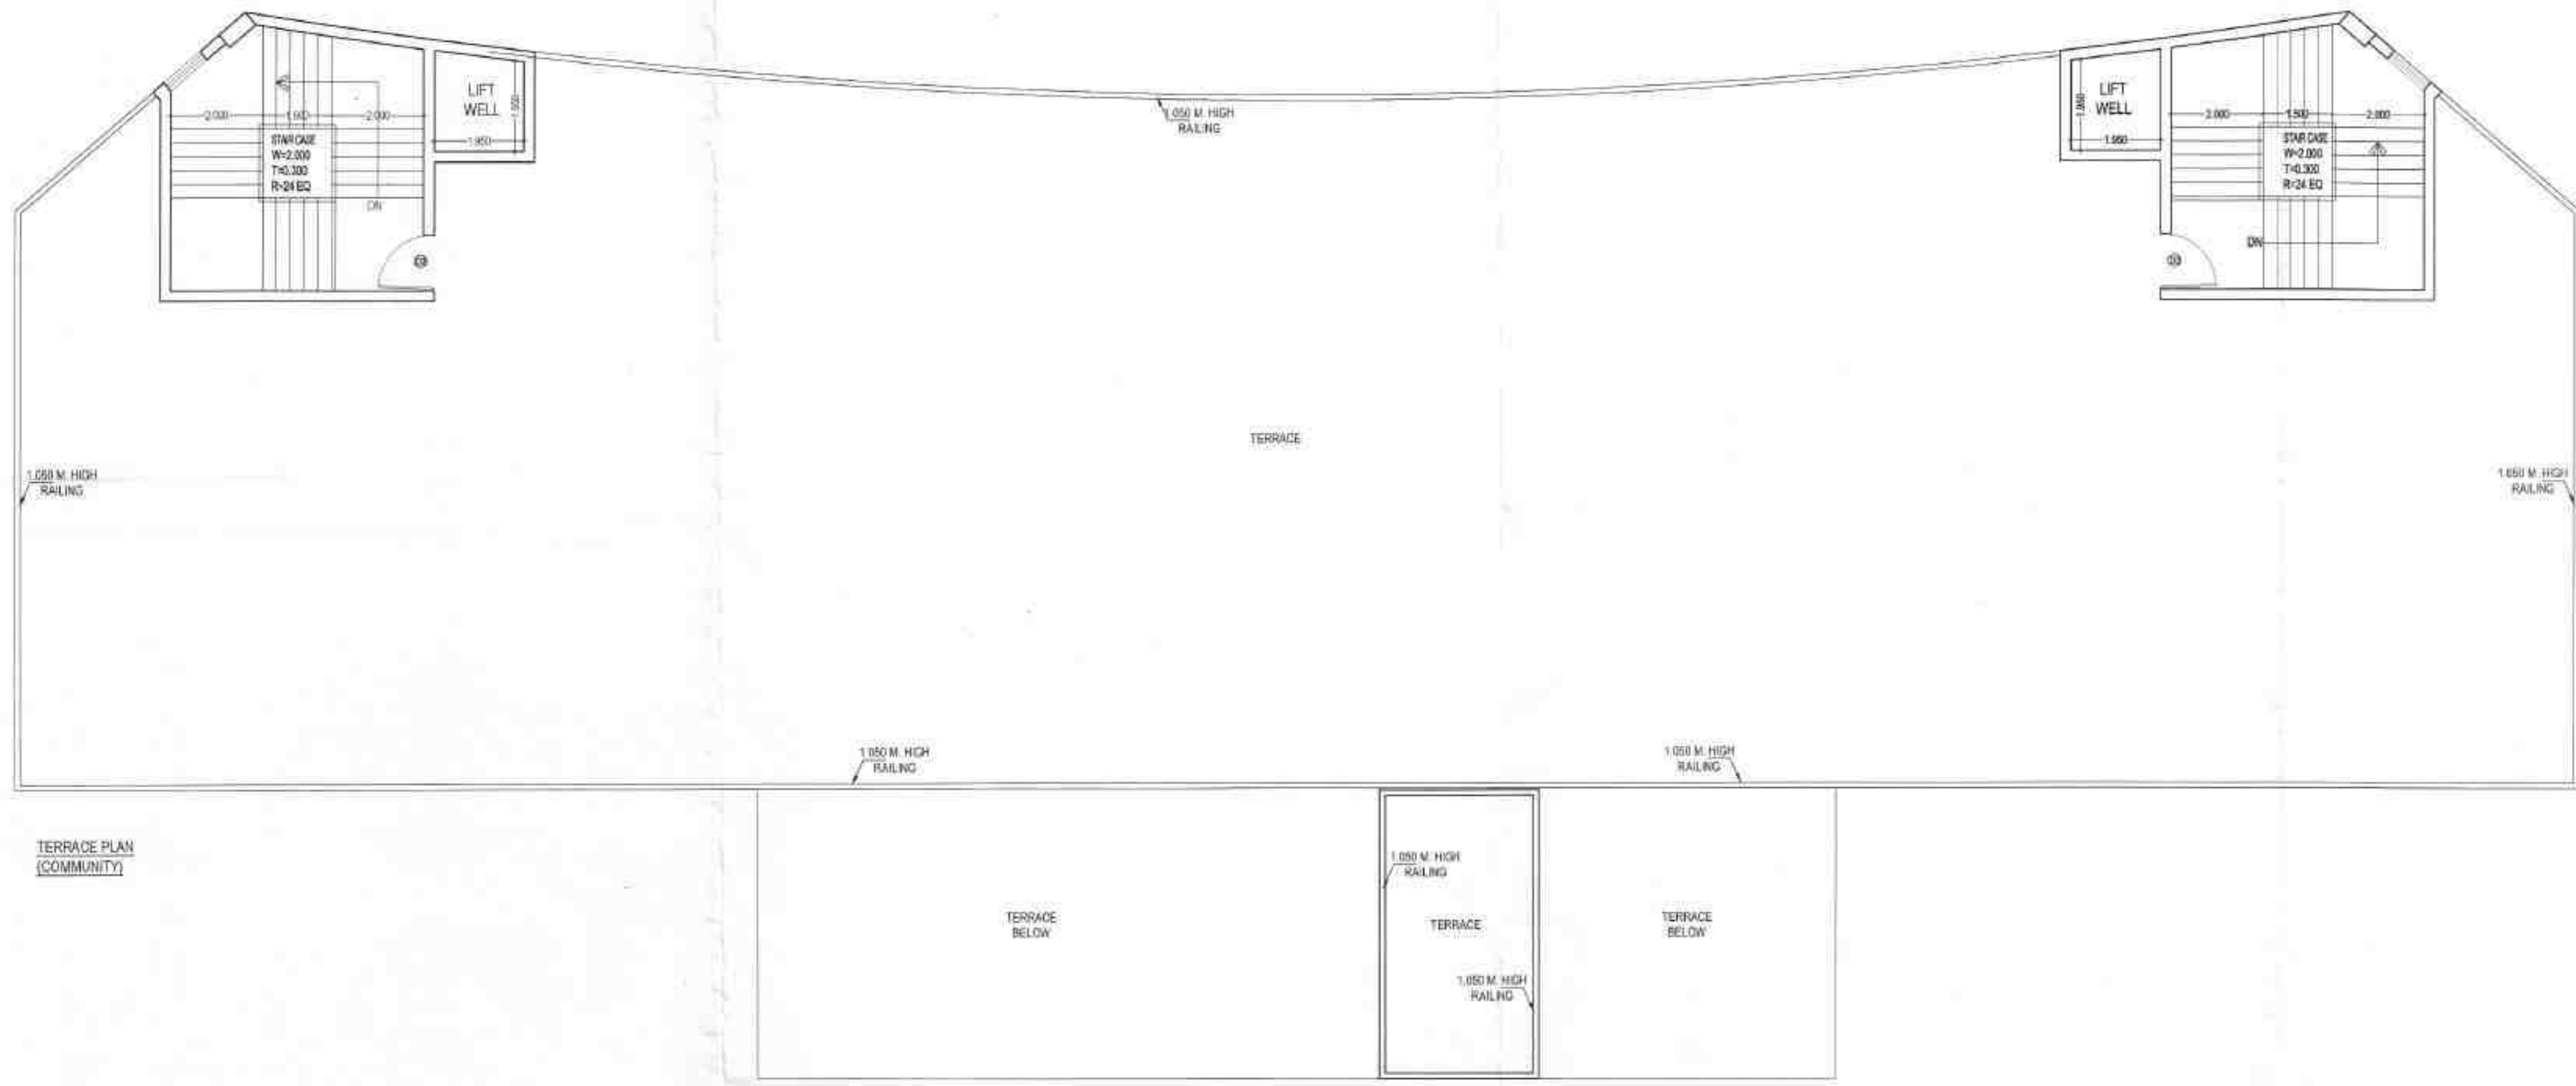 LIFT
WELL
1.950
2.000
1.500
2.000
STAIR CASE
W=2.000
T=0.300
R=24 EQ
DN
1.050 M. HIGH
RAILING
LIFT
WELL
1.950
1.950
2.000
1.500
2.000
STAIR CASE
W=2.000
T=0.300
R=24 EQ
DN
TERRACE
1.050 M. HIGH
RAILING
1.050 M. HIGH
RAILING
1.050 M. HIGH
RAILING
1.050 M. HIGH
RAILING
TERRACE PLAN
(COMMUNITY)
TERRACE
BELOW
1.050 M. HIGH
RAILING
TERRACE
1.050 M. HIGH
RAILING
TERRACE
BELOW